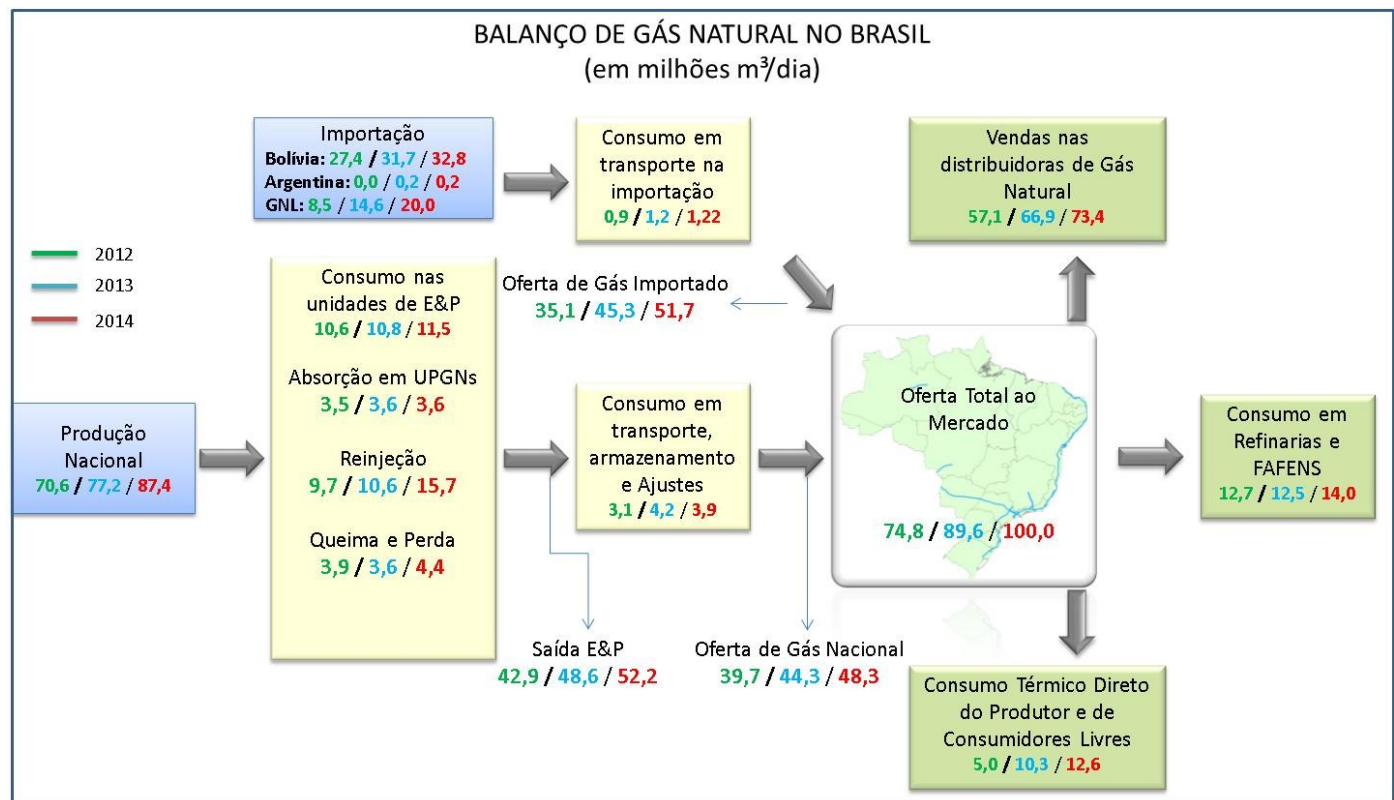 BALANÇO DE GÁS NATURAL NO BRASIL
(em milhões m³/dia)
Importação
Bolívia: 27,4 / 31,7 / 32,8
Argentina: 0,0 / 0,2 / 0,2
GNL: 8,5 / 14,6 / 20,0
Consumo em
transporte na
importação
0,9 / 1,2 / 1,22
Vendas nas
distribuidoras de Gás
Natural
57,1 / 66,9 / 73,4
2012
2013
2014
Consumo nas
unidades de E&P
10,6 / 10,8 / 11,5
Absorção em UPGNs
3,5 / 3,6 / 3,6
Reinjeção
9,7 / 10,6 / 15,7
Queima e Perda
3,9 / 3,6 / 4,4
Oferta de Gás Importado
35,1 / 45,3 / 51,7
Produção
Nacional
70,6 / 77,2 / 87,4
Consumo em
transporte,
armazenamento
e Ajustes
3,1 / 4,2 / 3,9
Oferta Total ao
Mercado
74,8 / 89,6 / 100,0
Consumo em
Refinarias e
FAFENS
12,7 / 12,5 / 14,0
Saída E&P
42,9 / 48,6 / 52,2
Oferta de Gás Nacional
39,7 / 44,3 / 48,3
Consumo Térmico Direto
do Produtor e de
Consumidores Livres
5,0 / 10,3 / 12,6